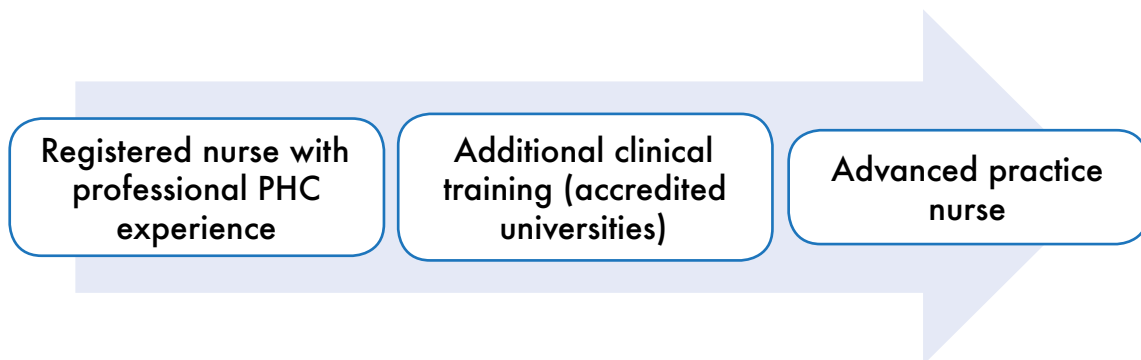 Registered nurse with
professional PHC
experience
Additional clinical
training (accredited
universities)
Advanced practice
nurse